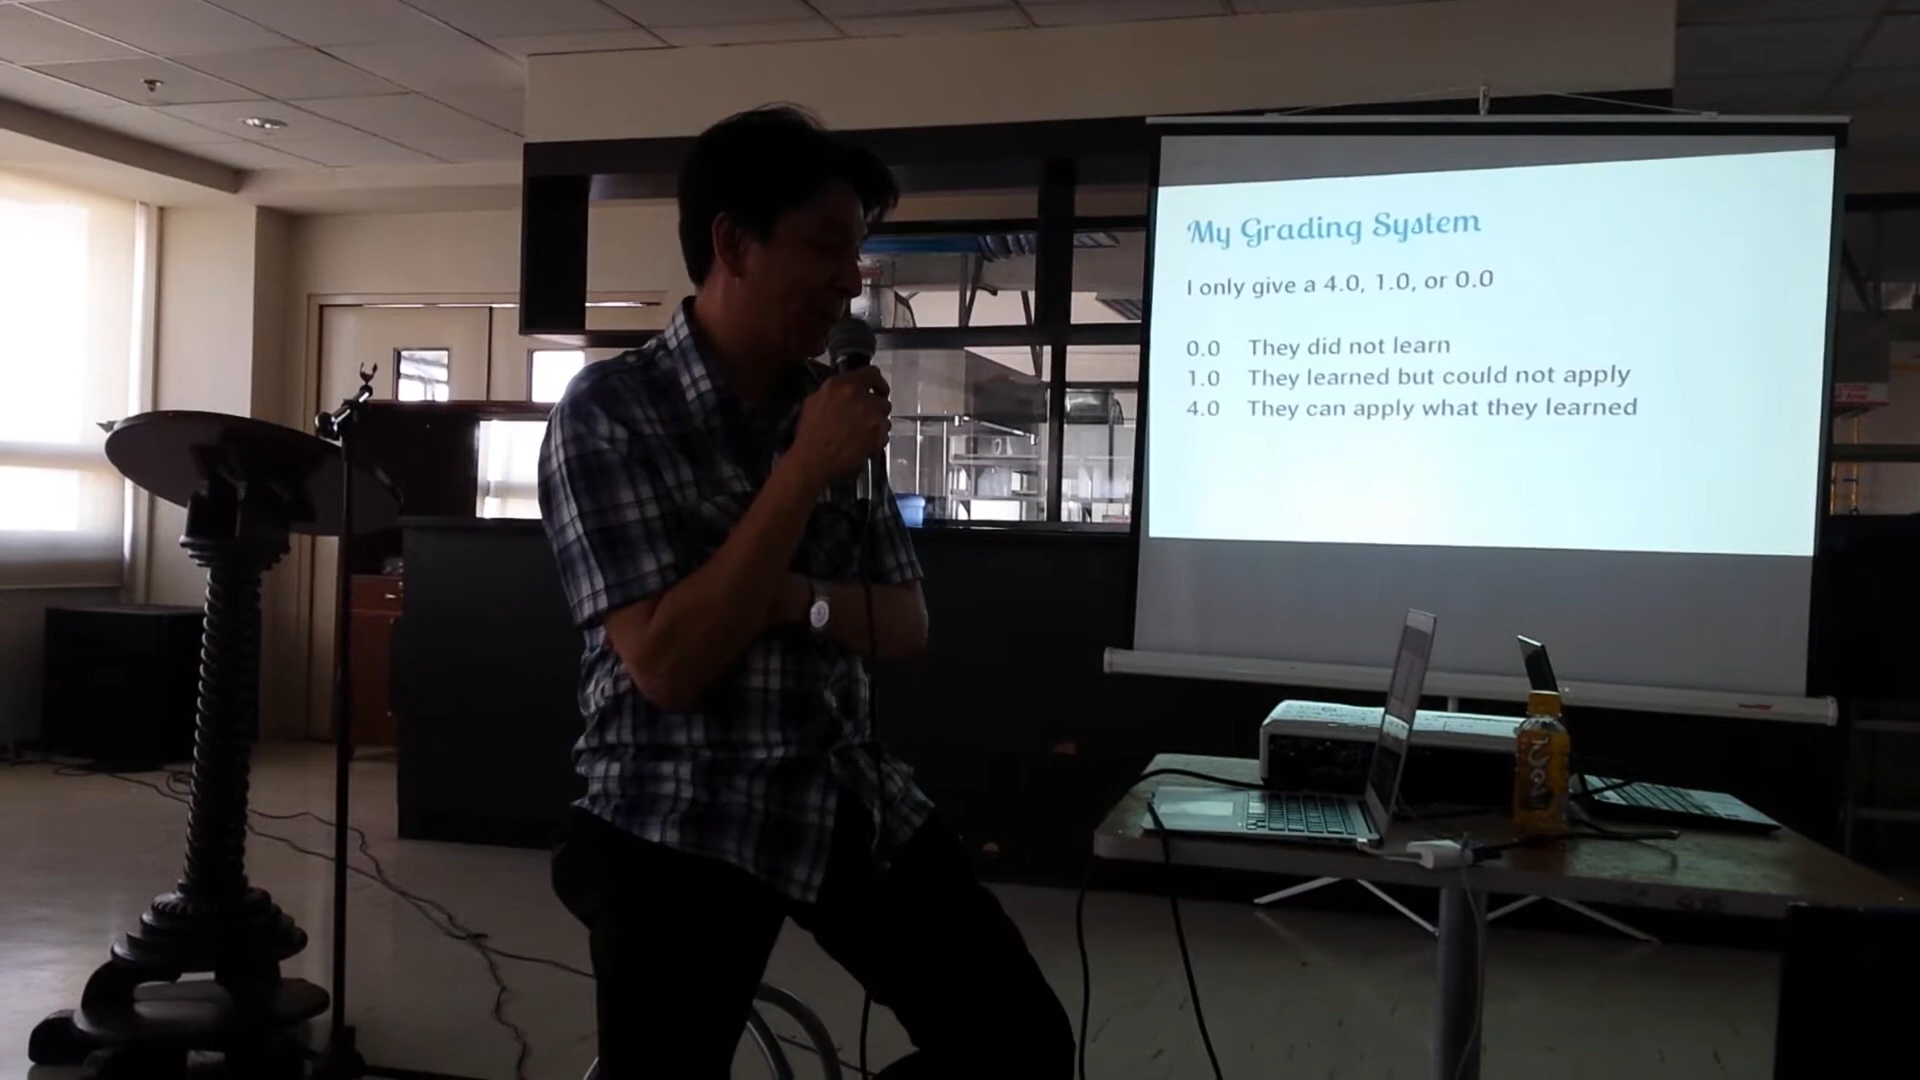 My Grading System
I only give a 4.0, 1.0, or 0.0
0.0 They did not learn
1.0 They learned but could not apply
4.0 They can apply what they learned